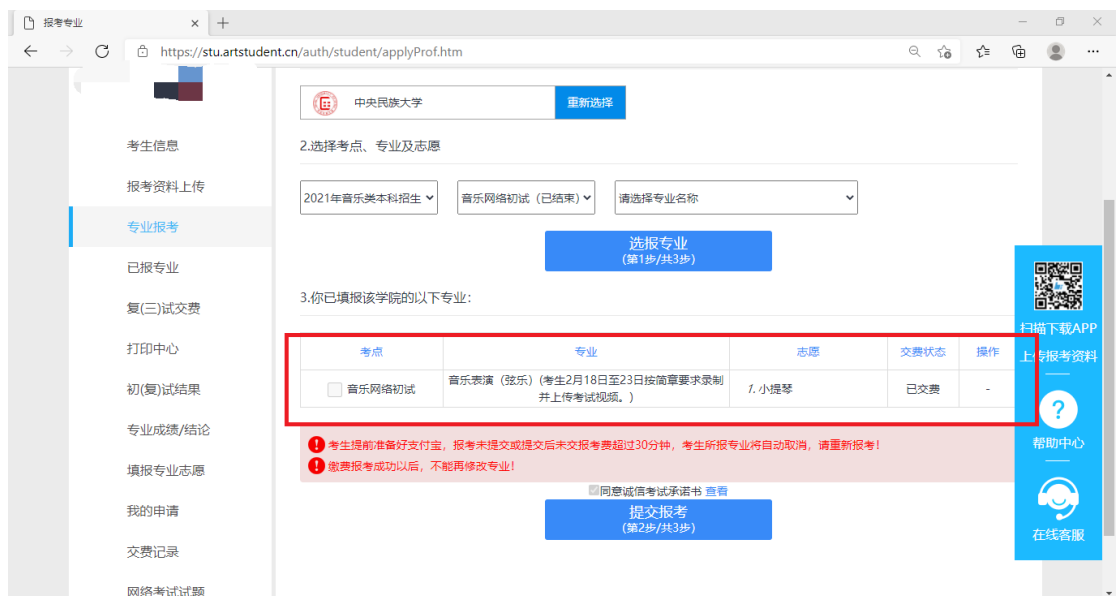 报考专业
https://stu.artstudent.cn/auth/student/applyProf.htm
中央民族大学
重新选择
考生信息
2.选择考点、专业及志愿
报考资料上传
2021年音乐类本科招生
音乐网络初试（已结束）
请选择专业名称
专业报考
选报专业
(第1步/共3步)
已报专业
3.你已填报该学院的以下专业：
复(三)试交费
扫描下载APP
上传报考资料
打印中心
考点 专业 志愿 交费状态 操作
初(复)试结果
音乐网络初试
音乐表演（弦乐）(考生2月18日至23日按简章要求录制
并上传考试视频。)
1. 小提琴
已交费
-
?
帮助中心
专业成绩/结论
考生提前准备好支付宝，报考未提交或提交后未交报考费超过30分钟，考生所报专业将自动取消，请重新报考！
缴费报考成功以后，不能再修改专业！
填报专业志愿
同意诚信考试承诺书 查看
我的申请
提交报考
(第2步/共3步)
在线客服
交费记录
网络考试试题